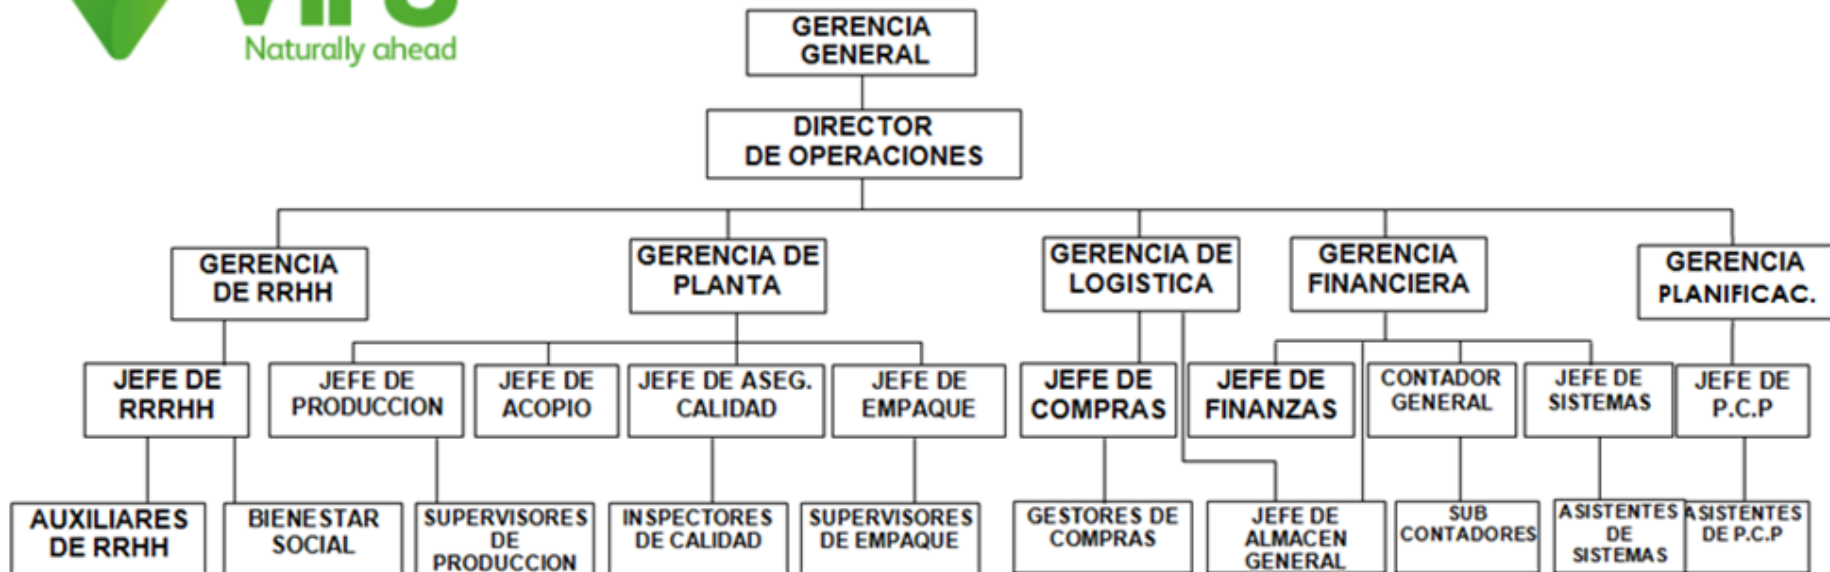 Naturally ahead
GERENCIA
GENERAL
DIRECTOR
DE OPERACIONES
GERENCIA
DE RRHH
GERENCIA DE
PLANTA
GERENCIA DE
LOGISTICA
GERENCIA
FINANCIERA
GERENCIA
PLANIFICAC.
JEFE DE
RRRHH
JEFE DE
PRODUCCION
JEFE DE
ACOPIO
JEFE DE ASEG.
CALIDAD
JEFE DE
EMPAQUE
JEFE DE
COMPRAS
JEFE DE
FINANZAS
CONTADOR
GENERAL
JEFE DE
SISTEMAS
JEFE DE
P.C.P
AUXILIARES
DE RRHH
BIENESTAR
SOCIAL
SUPERVISORES
DE
PRODUCCION
INSPECTORES
DE CALIDAD
SUPERVISORES
DE EMPAQUE
GESTORES DE
COMPRAS
JEFE DE
ALMACEN
GENERAL
SUB
CONTADORES
ASISTENTES
DE
SISTEMAS
ASISTENTES
DE P.C.P